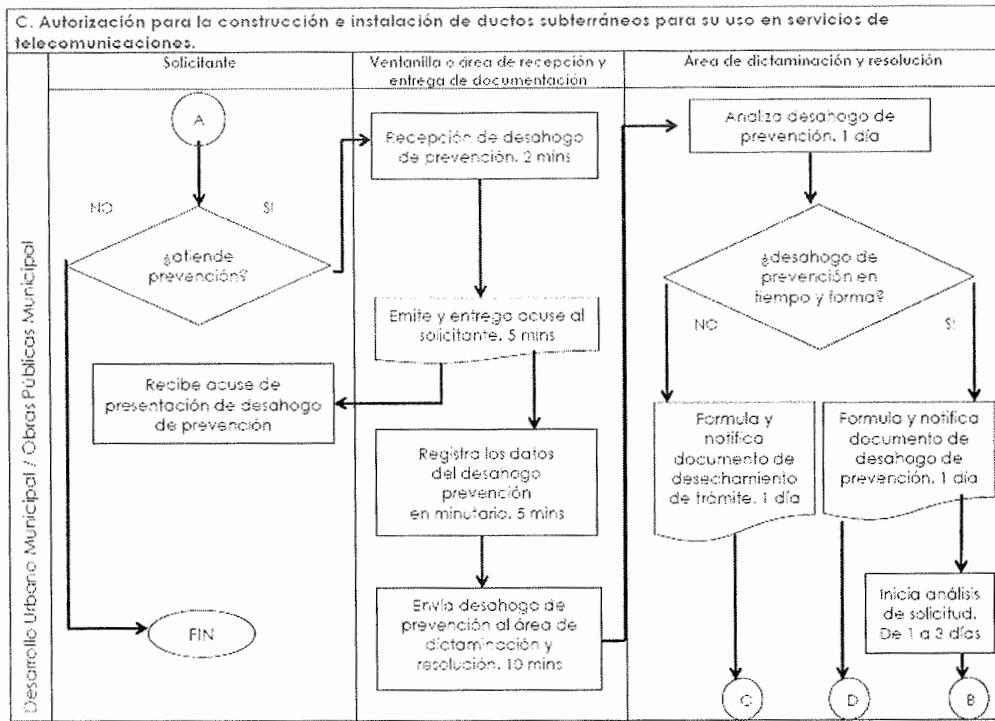 C. Autorización para la construcción e instalación de ductos subterráneos para su uso en servicios de
telecomunicaciones.
Desarrollo Urbano Municipal / Obras Públicas Municipal
Solicitante
A
NO
SI
¿atiende
prevención?
Recibe acuse de
presentación de desahogo
de prevención
FIN
Ventanilla o área de recepción y
entrega de documentación
Recepción de desahogo
de prevención. 2 mins
Emite y entrega acuse al
solicitante. 5 mins
Registra los datos
del desahogo
prevención
en minutario. 5 mins
Envía desahogo de
prevención al área de
dictaminación y
resolución. 10 mins
Área de dictaminación y resolución
Analiza desahogo de
prevención. 1 día
¿desahogo de
prevención en
tiempo y forma?
NO
SI
Formula y
notifica
documento de
desechamiento
de trámite. 1 día
Formula y notifica
documento de
desahogo de
prevención. 1 día
Inicia análisis
de solicitud.
De 1 a 3 días
C
D
B